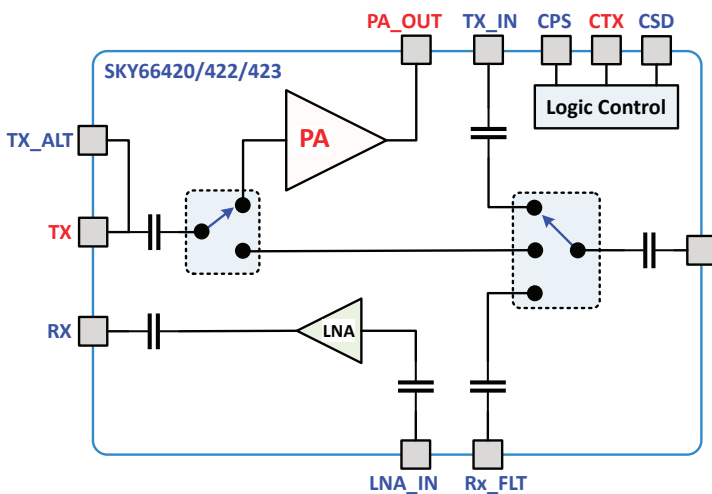 PA_OUT TX_IN CPS CTX CSD
SKY66420/422/423
Logic Control
PA
TX_ALT
TX
RX
LNA
LNA_IN Rx_FLT